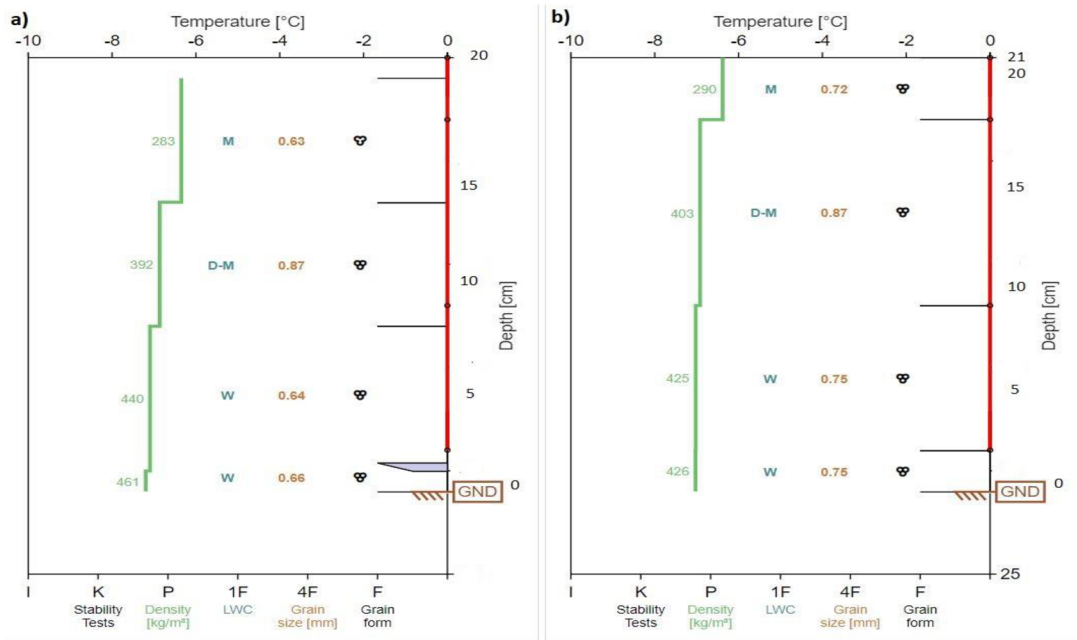 a)
Temperature [°C]
-10 -8 -6 -4 -2 0
20
283 M 0.63
15
392 D-M 0.87
10
Depth [cm]
440 W 0.64
5
461 W 0.66
0
GND
I K P 1F 4F F
Stability Tests Density [kg/m³] LWC Grain size [mm] Grain form
b)
Temperature [°C]
-10 -8 -6 -4 -2 0
21
20
290 M 0.72
15
403 D-M 0.87
10
Depth [cm]
425 W 0.75
5
426 W 0.75
0
GND
25
I K P 1F 4F F
Stability Tests Density [kg/m³] LWC Grain size [mm] Grain form